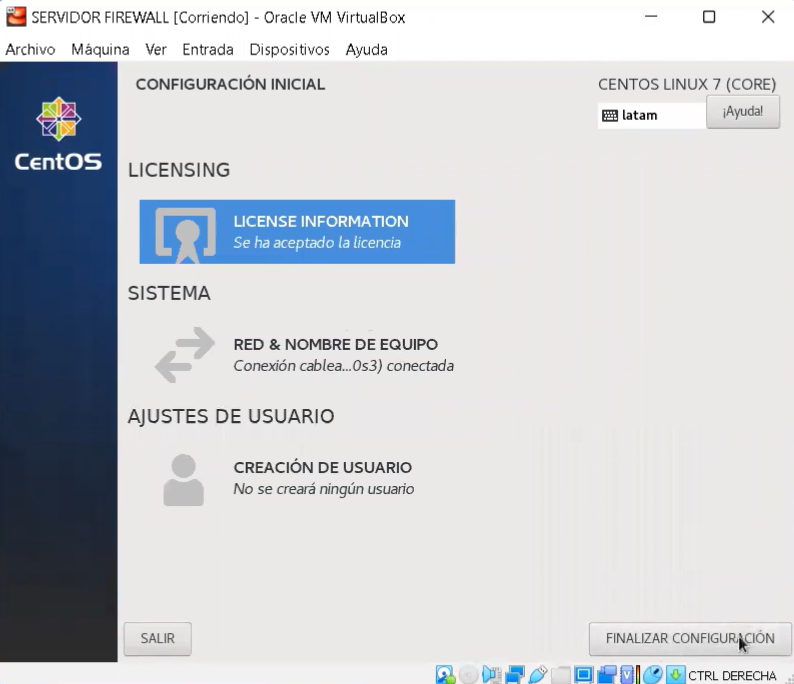 SERVIDOR FIREWALL [Corriendo] - Oracle VM VirtualBox
Archivo Máquina Ver Entrada Dispositivos Ayuda
CONFIGURACIÓN INICIAL
CENTOS LINUX 7 (CORE)
latam
¡Ayuda!
CentOS
LICENSING
LICENSE INFORMATION
Se ha aceptado la licencia
SISTEMA
RED & NOMBRE DE EQUIPO
Conexión cablea...0s3) conectada
AJUSTES DE USUARIO
CREACIÓN DE USUARIO
No se creará ningún usuario
SALIR
FINALIZAR CONFIGURACIÓN
CTRL DERECHA